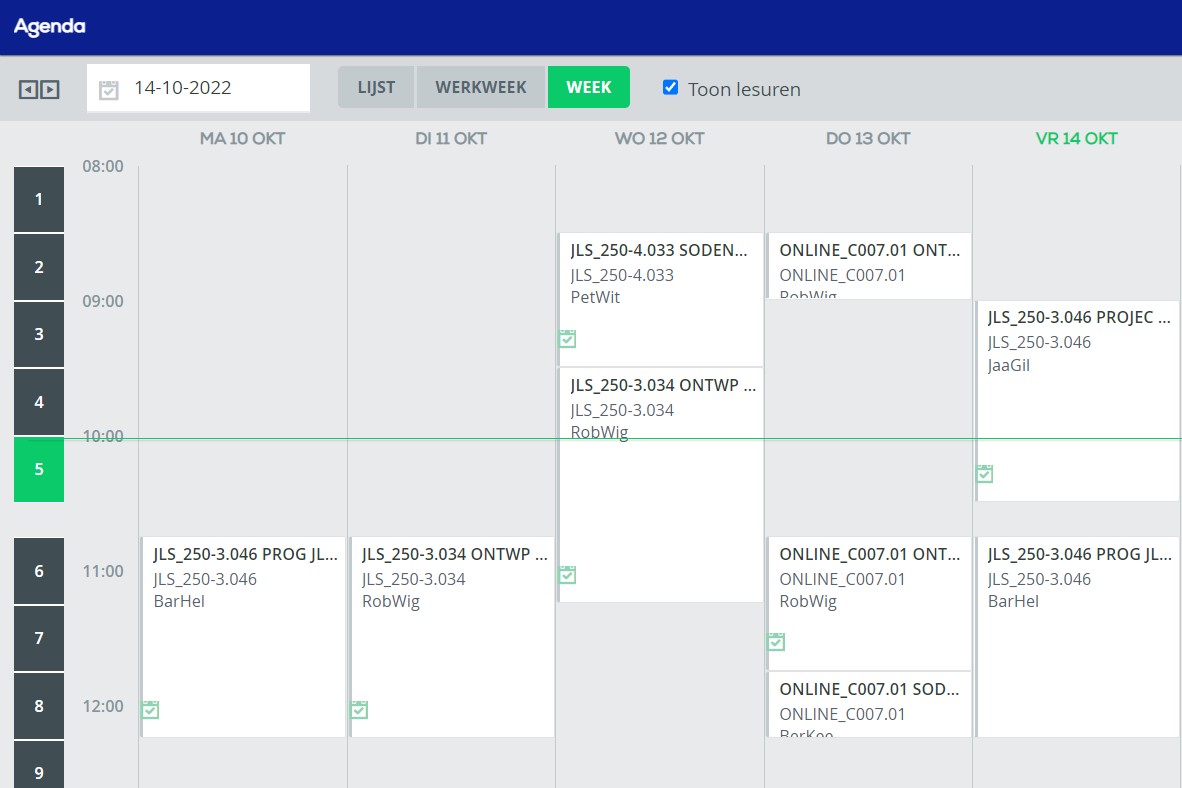 Agenda
14-10-2022
LIJST
WERKWEEK
WEEK
Toon lesuren
MA 10 OKT
DI 11 OKT
WO 12 OKT
DO 13 OKT
VR 14 OKT
08:00
1
2
09:00
3
4
10:00
5
6
11:00
7
8
12:00
9
JLS_250-3.046 PROG JL...
JLS_250-3.046
BarHel
JLS_250-3.034 ONTWP ...
JLS_250-3.034
RobWig
JLS_250-4.033 SODEN...
JLS_250-4.033
PetWit
JLS_250-3.034 ONTWP ...
JLS_250-3.034
RobWig
ONLINE_C007.01 ONT...
ONLINE_C007.01
RobWig
ONLINE_C007.01 ONT...
ONLINE_C007.01
RobWig
ONLINE_C007.01 SOD...
ONLINE_C007.01
JLS_250-3.046 PROJEC ...
JLS_250-3.046
JaaGil
JLS_250-3.046 PROG JL...
JLS_250-3.046
BarHel